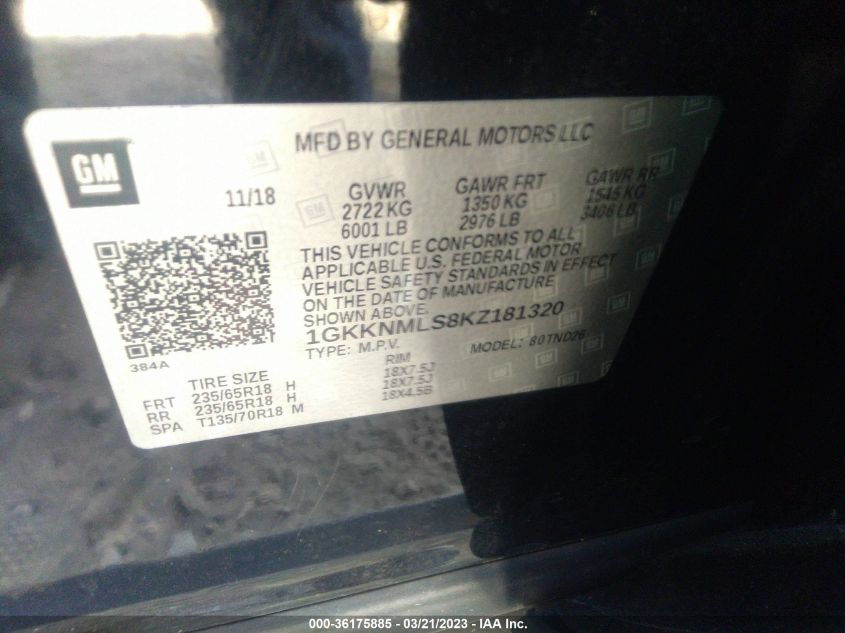 GM
MFD BY GENERAL MOTORS LLC
11/18
GVWR
2722 KG
6001 LB
GAWR FRT
1350 KG
2976 LB
GAWR RR
1545 KG
3406 LB
THIS VEHICLE CONFORMS TO ALL
APPLICABLE U.S. FEDERAL MOTOR
VEHICLE SAFETY STANDARDS IN EFFECT
ON THE DATE OF MANUFACTURE
SHOWN ABOVE.
1GKKNMLS8KZ181320
TYPE: M.P.V. MODEL: 80TND26
384A
TIRE SIZE RIM
FRT 235/65R18 H 18X7.5J
RR 235/65R18 H 18X7.5J
SPA T135/70R18 M 18X4.5B
000-36175885 / 03/21/2023 - IAA Inc.